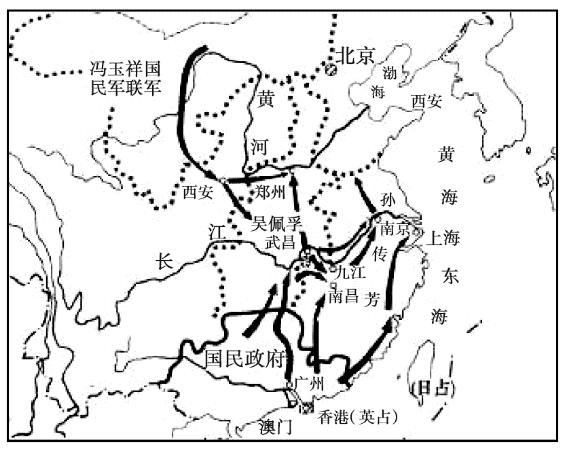 北京
冯玉祥国
民军联军
渤
海
西安
黄
河
黄
海
西安
郑州
吴佩孚
武昌
孙
传
芳
南京
上海
长
江
九江
南昌
东
海
国民政府
广州
(日占)
香港(英占)
澳门